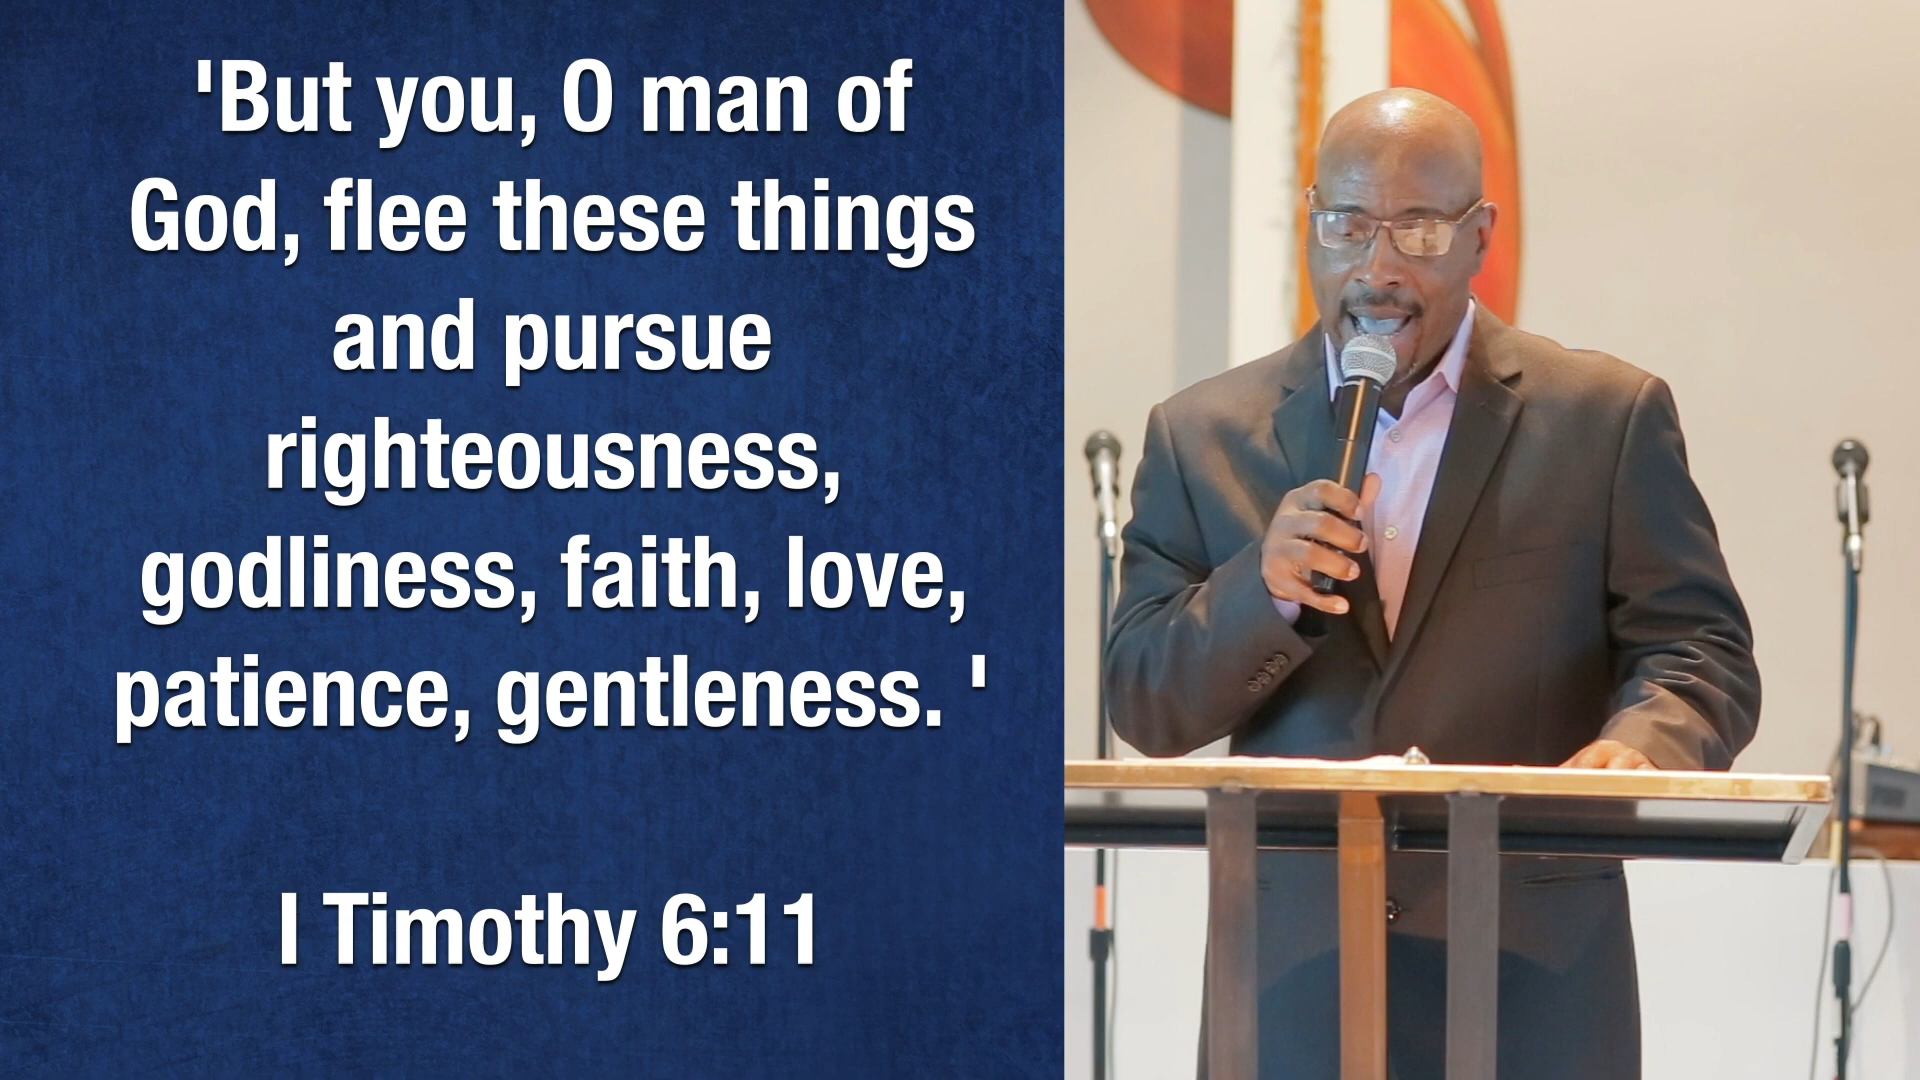 'But you, O man of
God, flee these things
and pursue
righteousness,
godliness, faith, love,
patience, gentleness. '
I Timothy 6:11